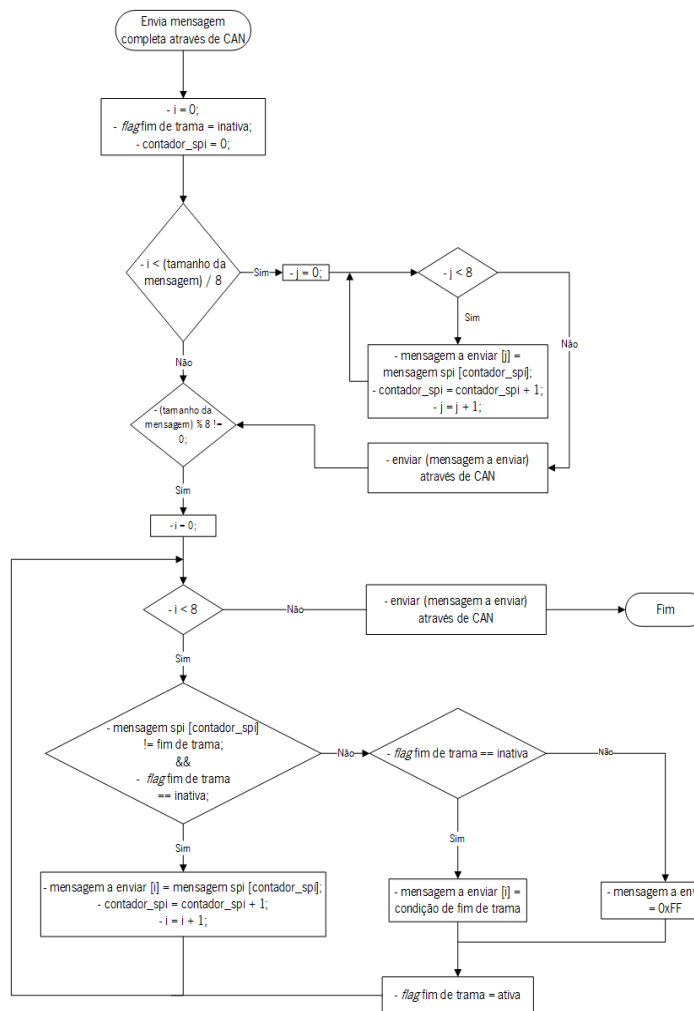 Envia mensagem
completa através de CAN
- i = 0;
- flag fim de trama = inativa;
- contador_spi = 0;
- i < (tamanho da
mensagem) / 8
Sim
- j = 0;
- j < 8
Sim
Não
- mensagem a enviar [j] =
mensagem spi [contador_spi];
- contador_spi = contador_spi + 1;
- j = j + 1;
Não
- (tamanho da
mensagem) % 8 !=
0;
- enviar (mensagem a enviar)
através de CAN
Sim
- i = 0;
- i < 8
Não
- enviar (mensagem a enviar)
através de CAN
Fim
Sim
- mensagem spi [contador_spi]
!= fim de trama;
&&
- flag fim de trama
== inativa;
Não
- flag fim de trama == inativa
Não
Sim
Sim
- mensagem a enviar [i] = mensagem spi [contador_spi];
- contador_spi = contador_spi + 1;
- i = i + 1;
- mensagem a enviar [i] =
condição de fim de trama
- mensagem a env
= 0xFF
- flag fim de trama = ativa